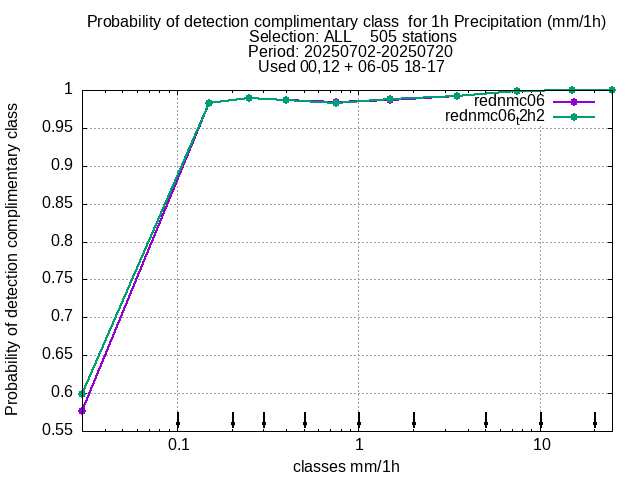 Probability of detection complimentary class  for 1h Precipitation (mm/1h)
Selection: ALL    505 stations
Period: 20250702-20250720
Used 00,12 + 06-05 18-17
Probability of detection complimentary class
1
0.95
0.9
0.85
0.8
0.75
0.7
0.65
0.6
0.55
rednmc06
rednmc06_t2h2
0.1
1
10
classes mm/1h